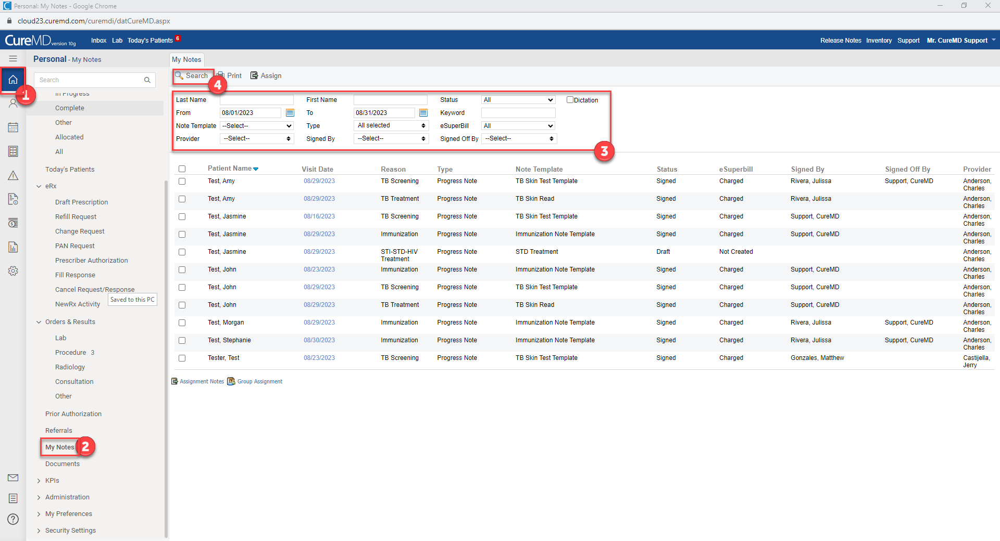 Personal: My Notes - Google Chrome
cloud23.curemd.com/curemdi/datCureMD.aspx
CureMD version 10g Inbox Lab Today's Patients 6 Release Notes Inventory Support Mr. CureMD Support
Personal - My Notes
My Notes
Search
Search Print Assign
1
4
In Progress
Complete
Other
Allocated
All
Today's Patients
eRx
Draft Prescription
Refill Request
Change Request
PAN Request
Prescriber Authorization
Fill Response
Cancel Request/Response
NewRx Activity
Saved to this PC
Orders & Results
Lab
Procedure 3
Radiology
Consultation
Other
Prior Authorization
Referrals
My Notes
2
Documents
KPIs
Administration
My Preferences
Security Settings
Last Name First Name Status All Dictation
From 08/01/2023 To 08/31/2023 Keyword
Note Template --Select-- Type All selected eSuperBill All
Provider --Select-- Signed By --Select-- Signed Off By --Select--
3
Patient Name Visit Date Reason Type Note Template Status eSuperbill Signed By Signed Off By Provider
Test, Amy 08/29/2023 TB Screening Progress Note TB Skin Test Template Signed Charged Rivera, Julissa Support, CureMD Anderson,
Charles
Test, Amy 08/29/2023 TB Treatment Progress Note TB Skin Read Signed Charged Rivera, Julissa Anderson,
Charles
Test, Jasmine 08/16/2023 TB Screening Progress Note TB Skin Test Template Signed Charged Support, CureMD Anderson,
Charles
Test, Jasmine 08/29/2023 Immunization Progress Note Immunization Note Template Signed Charged Support, CureMD Anderson,
Charles
Test, Jasmine 08/29/2023 STI-STD-HIV Progress Note STD Treatment Draft Not Created Anderson,
Treatment Charles
Test, John 08/23/2023 Immunization Progress Note Immunization Note Template Signed Charged Support, CureMD Anderson,
Charles
Test, John 08/29/2023 TB Screening Progress Note TB Skin Test Template Signed Charged Support, CureMD Anderson,
Charles
Test, John 08/29/2023 TB Treatment Progress Note TB Skin Read Signed Charged Support, CureMD Anderson,
Charles
Test, Morgan 08/29/2023 Immunization Progress Note Immunization Note Template Signed Charged Rivera, Julissa Support, CureMD Anderson,
Charles
Test, Stephanie 08/30/2023 Immunization Progress Note Immunization Note Template Signed Charged Rivera, Julissa Support, CureMD Anderson,
Charles
Tester, Test 08/23/2023 TB Screening Progress Note TB Skin Test Template Signed Charged Gonzales, Matthew Castijella,
Jerry
Assignment Notes Group Assignment